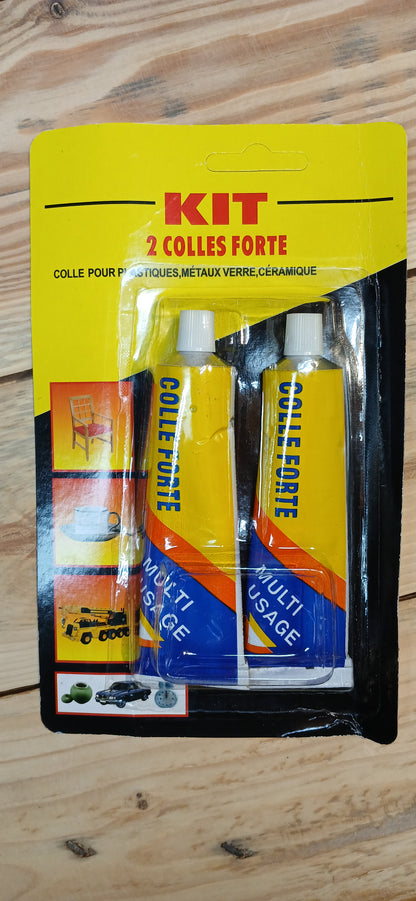 KIT
2 COLLES FORTE
COLLE POUR PLASTIQUES,MÉTAUX VERRE,CÉRAMIQUE
COLLE FORTE
MULTI
USAGE
COLLE FORTE
MULTI
USAGE